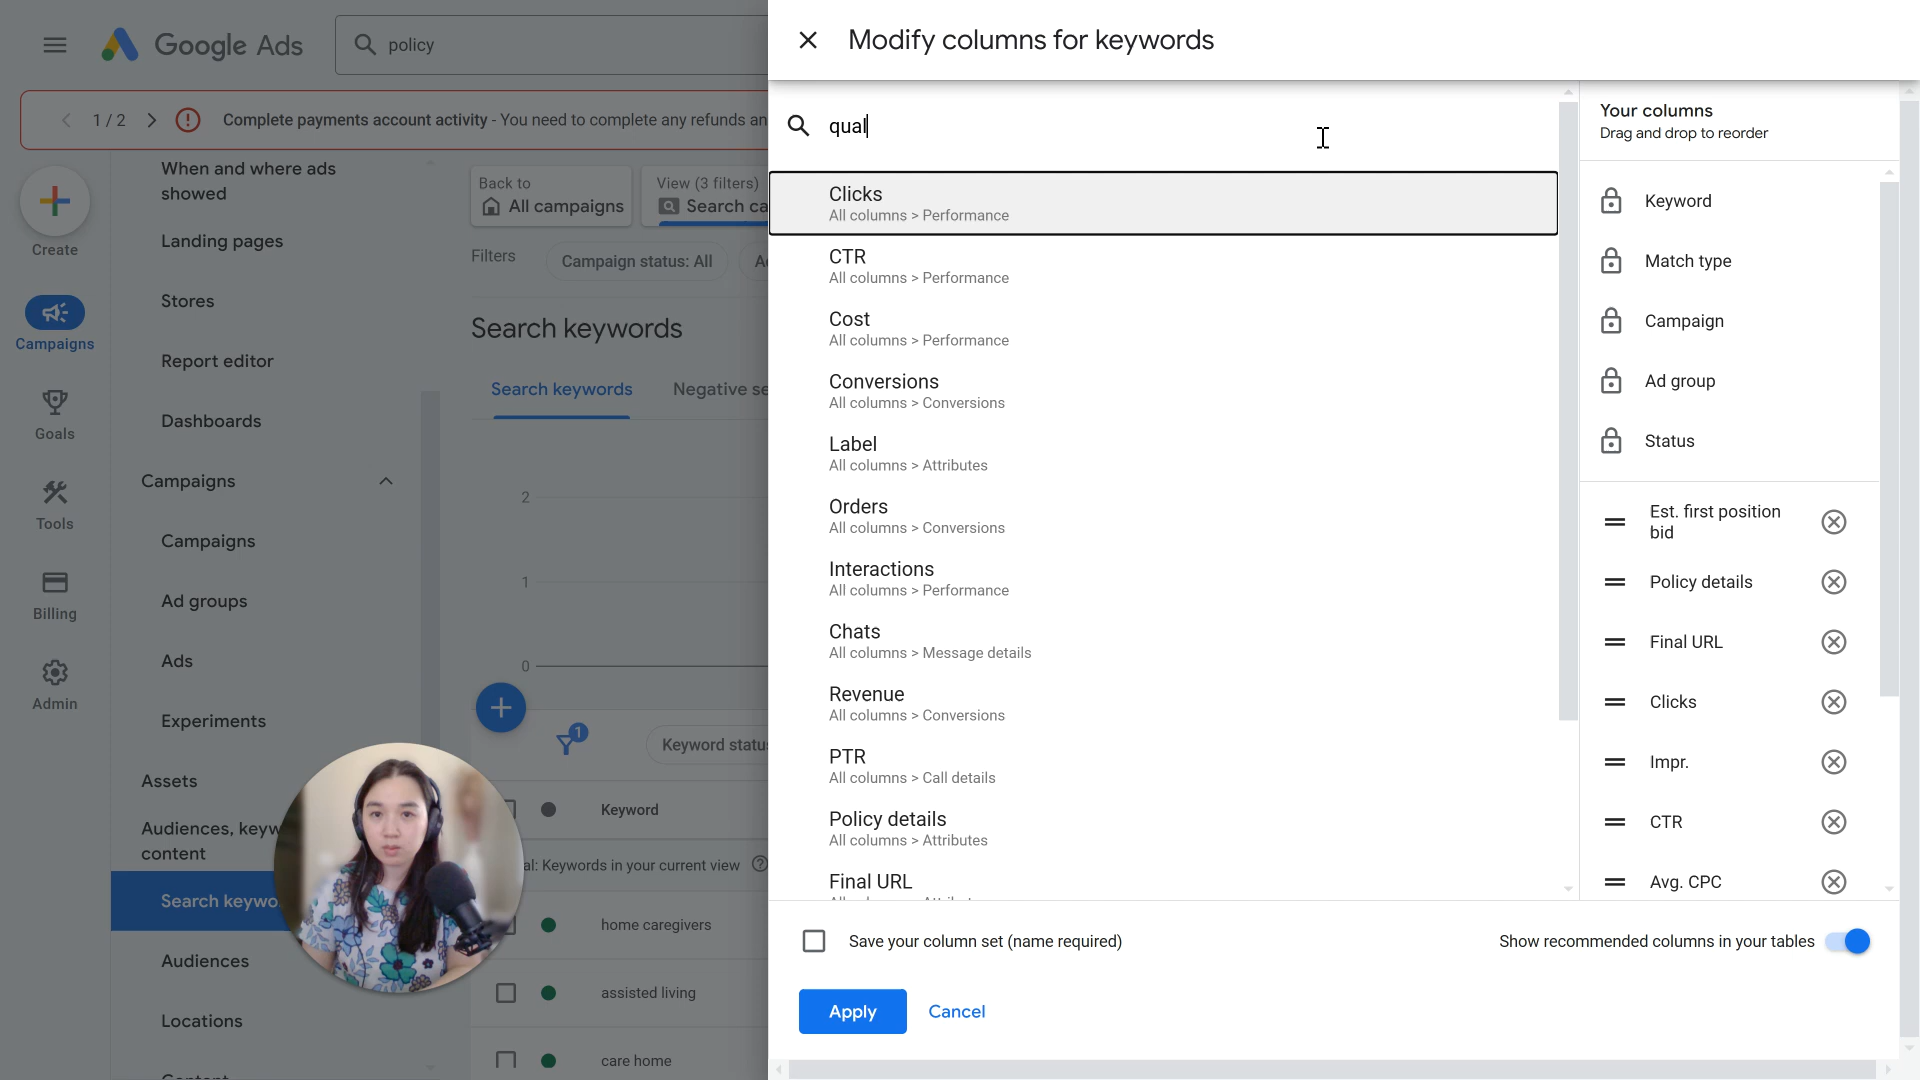 Google Ads
policy
1 / 2
Complete payments account activity - You need to complete any refunds an
Create
Campaigns
Goals
Tools
Billing
Admin
When and where ads
showed
Landing pages
Stores
Report editor
Dashboards
Campaigns
Campaigns
Ad groups
Ads
Experiments
Assets
Audiences, keyw
content
Search keywo
Audiences
Locations
Back to
All campaigns
View (3 filters)
Search ca
Filters
Campaign status: All
Search keywords
Search keywords
Negative se
2
1
0
1
Keyword statu
Keyword
al: Keywords in your current view
home caregivers
assisted living
care home
Modify columns for keywords
qual
Clicks
All columns > Performance
CTR
All columns > Performance
Cost
All columns > Performance
Conversions
All columns > Conversions
Label
All columns > Attributes
Orders
All columns > Conversions
Interactions
All columns > Performance
Chats
All columns > Message details
Revenue
All columns > Conversions
PTR
All columns > Call details
Policy details
All columns > Attributes
Final URL
Your columns
Drag and drop to reorder
Keyword
Match type
Campaign
Ad group
Status
Est. first position
bid
Policy details
Final URL
Clicks
Impr.
CTR
Avg. CPC
Save your column set (name required)
Show recommended columns in your tables
Apply
Cancel